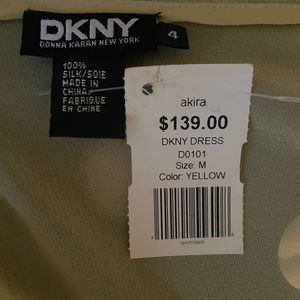 DKNY
DONNA KARAN NEW YORK
4
100%
SILK/SOIE
MADE IN
CHINA
FABRIQUE
EN CHINE
akira
$139.00
DKNY DRESS
D0101
Size: M
Color: YELLOW